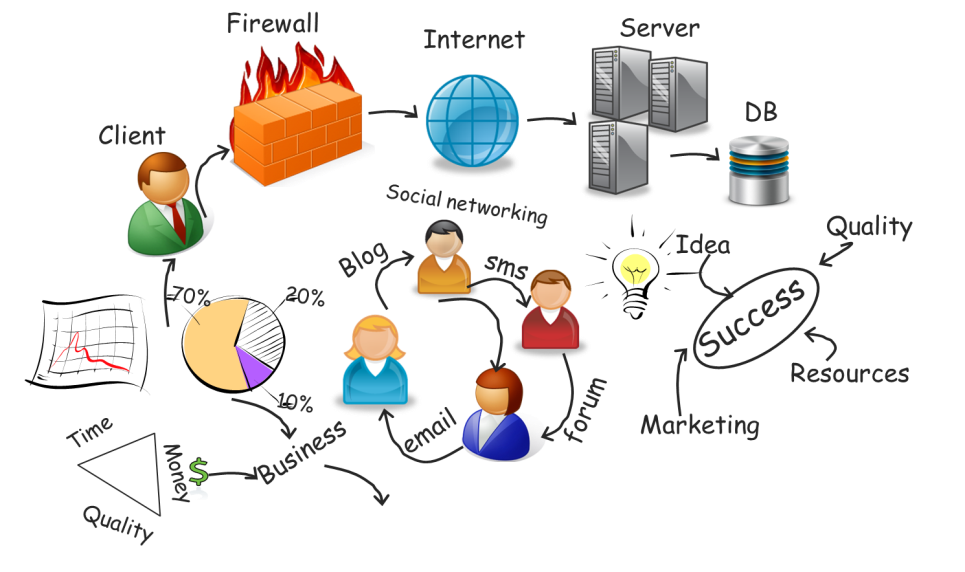 Firewall
Internet
Server
DB
Client
Social networking
Blog
sms
Idea
Quality
Success
Resources
Marketing
70%
20%
10%
forum
email
Business
Time
Money
$
Quality